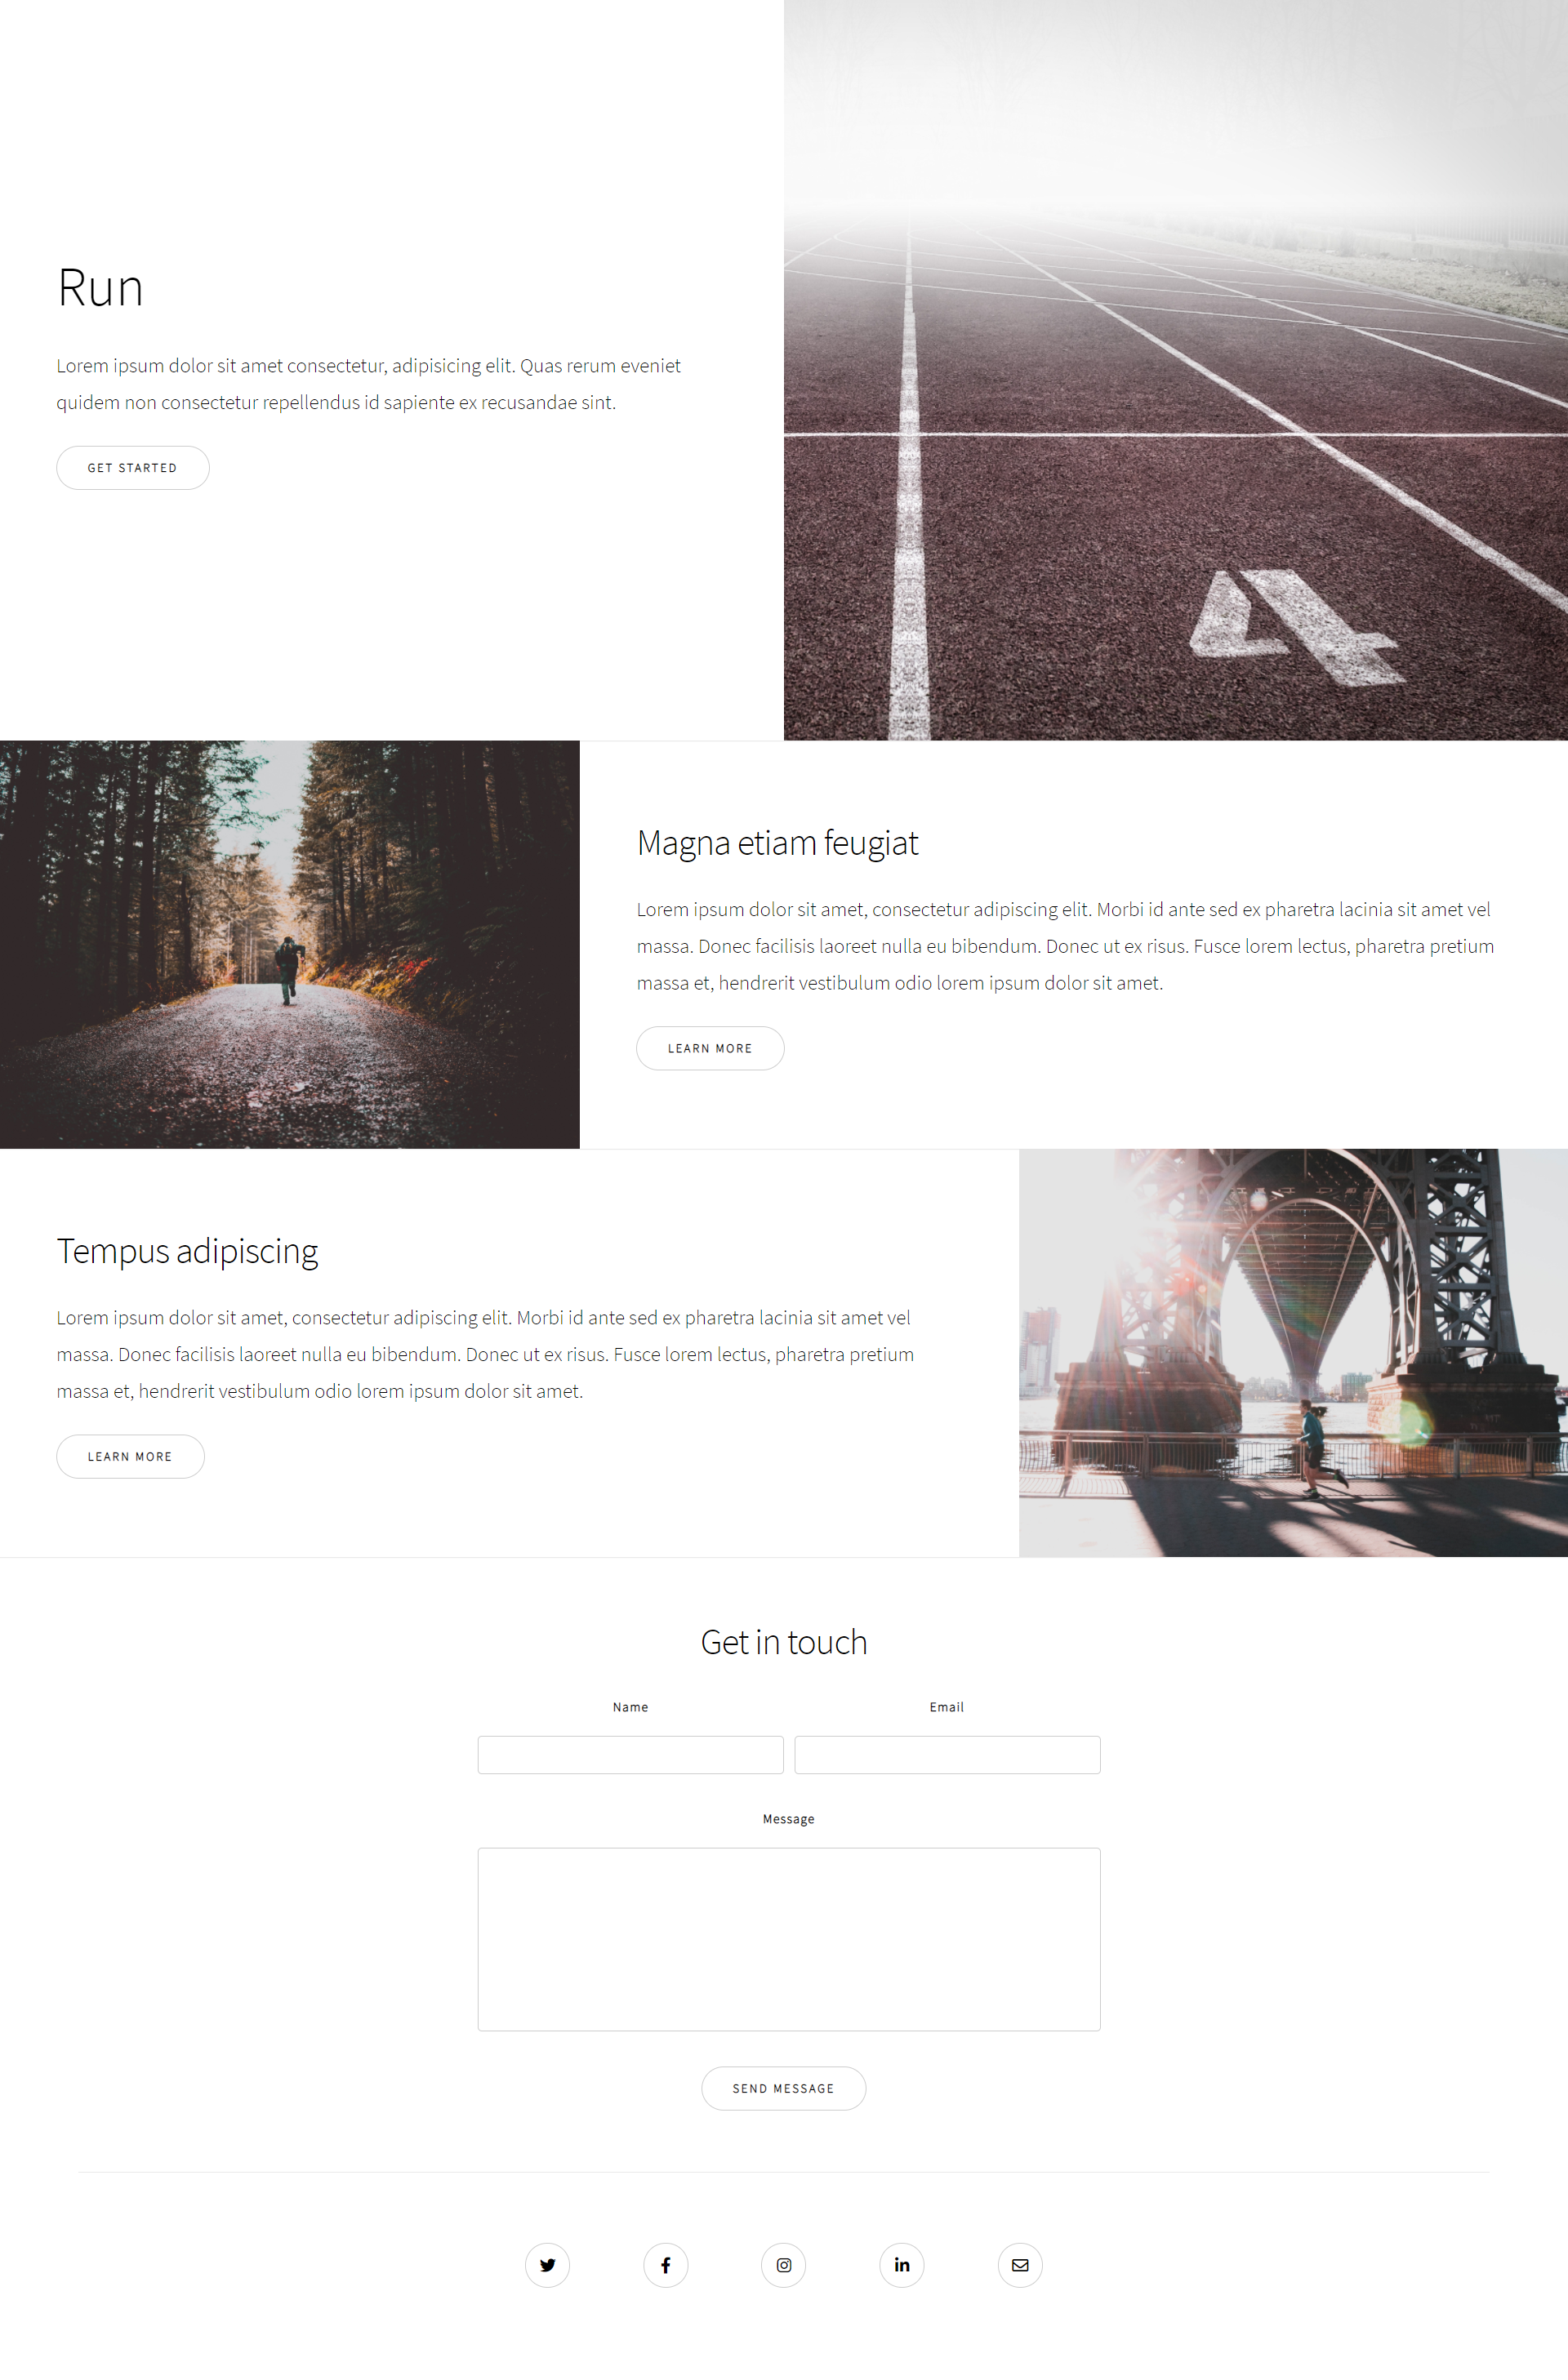 Run
Lorem ipsum dolor sit amet consectetur, adipisicing elit. Quas rerum eveniet
quidem non consectetur repellendus id sapiente ex recusandae sint.
GET STARTED
4
Magna etiam feugiat
Lorem ipsum dolor sit amet, consectetur adipiscing elit. Morbi id ante sed ex pharetra lacinia sit amet vel
massa. Donec facilisis laoreet nulla eu bibendum. Donec ut ex risus. Fusce lorem lectus, pharetra pretium
massa et, hendrerit vestibulum odio lorem ipsum dolor sit amet.
LEARN MORE
Tempus adipiscing
Lorem ipsum dolor sit amet, consectetur adipiscing elit. Morbi id ante sed ex pharetra lacinia sit amet vel
massa. Donec facilisis laoreet nulla eu bibendum. Donec ut ex risus. Fusce lorem lectus, pharetra pretium
massa et, hendrerit vestibulum odio lorem ipsum dolor sit amet.
LEARN MORE
Get in touch
Name Email
Message
SEND MESSAGE